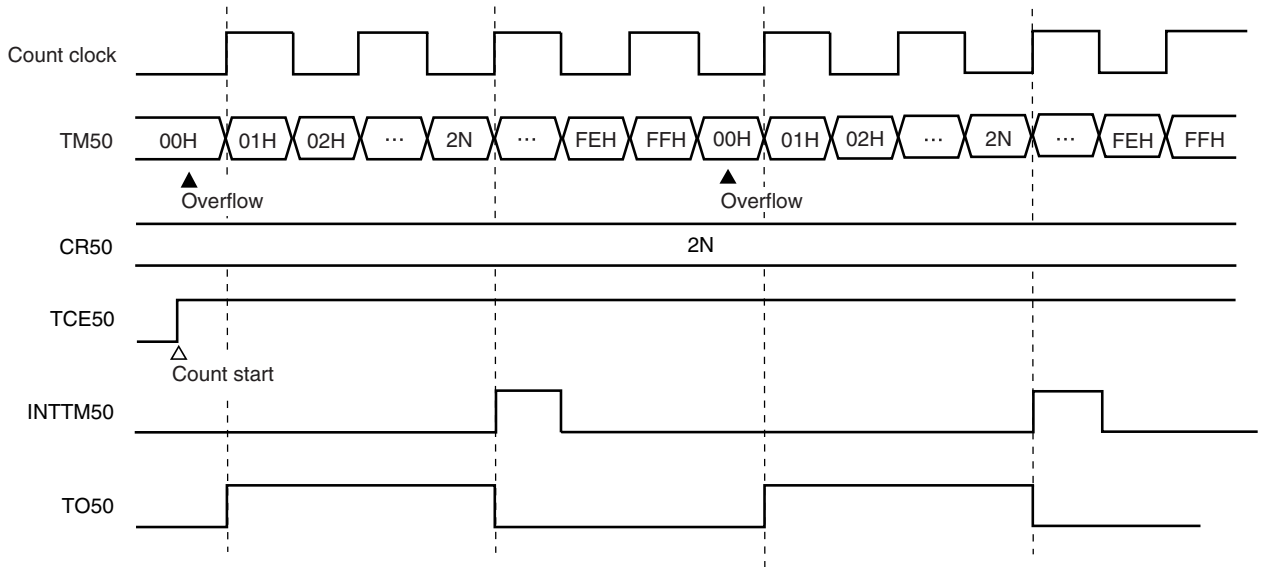 Count clock
TM50 00H 01H 02H ... 2N ... FEH FFH 00H 01H 02H ... 2N ... FEH FFH
Overflow Overflow
CR50 2N
TCE50
Count start
INTTM50
TO50